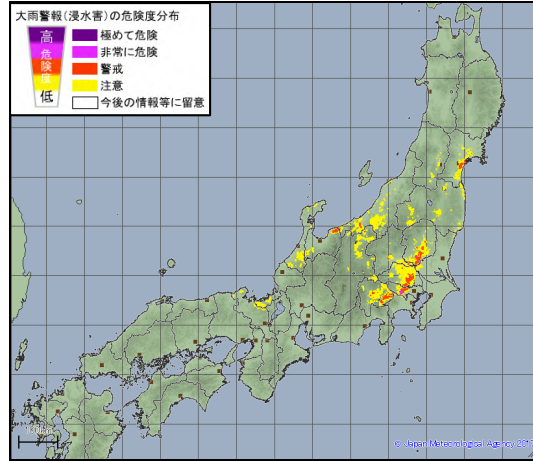 大雨警報(浸水害)の危険度分布
高
危険度
低
極めて危険
非常に危険
警戒
注意
今後の情報等に留意
© Japan Meteorological Agency 2017